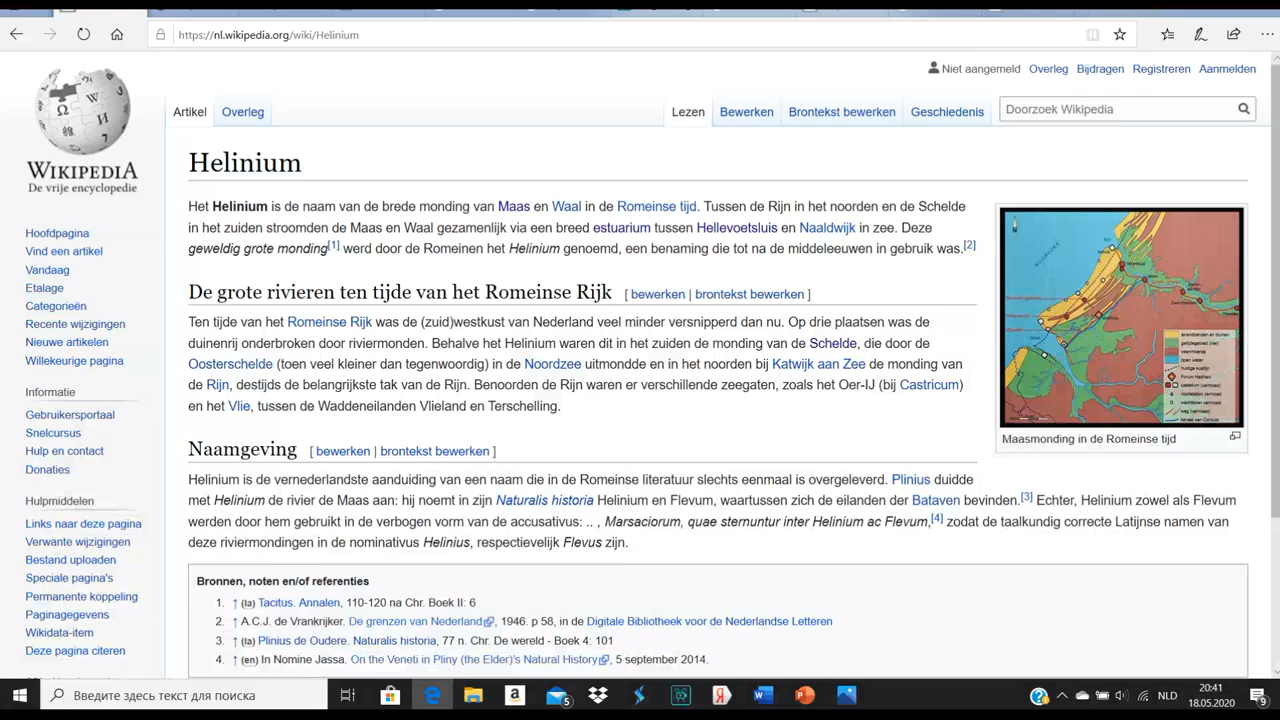 https://nl.wikipedia.org/wiki/Helinium
Niet aangemeld Overleg Bijdragen Registreren Aanmelden
Artikel Overleg Lezen Bewerken Brontekst bewerken Geschiedenis Doorzoek Wikipedia
WIKIPEDIA
De vrije encyclopedie
Hoofdpagina
Vind een artikel
Vandaag
Etalage
Categorieën
Recente wijzigingen
Nieuwe artikelen
Willekeurige pagina
Informatie
Gebruikersportaal
Snelcursus
Hulp en contact
Donaties
Hulpmiddelen
Links naar deze pagina
Verwante wijzigingen
Bestand uploaden
Speciale pagina's
Permanente koppeling
Paginagegevens
Wikidata-item
Deze pagina citeren
Helinium
Het Helinium is de naam van de brede monding van Maas en Waal in de Romeinse tijd. Tussen de Rijn in het noorden en de Schelde
in het zuiden stroomden de Maas en Waal gezamenlijk via een breed estuarium tussen Hellevoetsluis en Naaldwijk in zee. Deze
geweldig grote monding[1] werd door de Romeinen het Helinium genoemd, een benaming die tot na de middeleeuwen in gebruik was.[2]
De grote rivieren ten tijde van het Romeinse Rijk [ bewerken | brontekst bewerken ]
Ten tijde van het Romeinse Rijk was de (zuid)westkust van Nederland veel minder versnipperd dan nu. Op drie plaatsen was de
duinenrij onderbroken door riviermonden. Behalve het Helinium waren dit in het zuiden de monding van de Schelde, die door de
Oosterschelde (toen veel kleiner dan tegenwoordig) in de Noordzee uitmondde en in het noorden bij Katwijk aan Zee de monding van
de Rijn, destijds de belangrijkste tak van de Rijn. Benoorden de Rijn waren er verschillende zeegaten, zoals het Oer-IJ (bij Castricum)
en het Vlie, tussen de Waddeneilanden Vlieland en Terschelling.
Maasmonding in de Romeinse tijd
Naamgeving [ bewerken | brontekst bewerken ]
Helinium is de vernederlandste aanduiding van een naam die in de Romeinse literatuur slechts eenmaal is overgeleverd. Plinius duidde
met Helinium de rivier de Maas aan: hij noemt in zijn Naturalis historia Helinium en Flevum, waartussen zich de eilanden der Bataven bevinden.[3] Echter, Helinium zowel als Flevum
werden door hem gebruikt in de verbogen vorm van de accusativus: .. , Marsaciorum, quae sternuntur inter Helinium ac Flevum,[4] zodat de taalkundig correcte Latijnse namen van
deze riviermondingen in de nominativus Helinius, respectievelijk Flevus zijn.
Bronnen, noten en/of referenties
1. ↑ (la) Tacitus. Annalen, 110-120 na Chr. Boek II: 6
2. ↑ A.C.J. de Vrankrijker. De grenzen van Nederland, 1946. p 58, in de Digitale Bibliotheek voor de Nederlandse Letteren
3. ↑ (la) Plinius de Oudere. Naturalis historia, 77 n. Chr. De wereld - Boek 4: 101
4. ↑ (en) In Nomine Jassa. On the Veneti in Pliny (the Elder)'s Natural History, 5 september 2014.
Введите здесь текст для поиска
5
NLD
20:41
18.05.2020
9